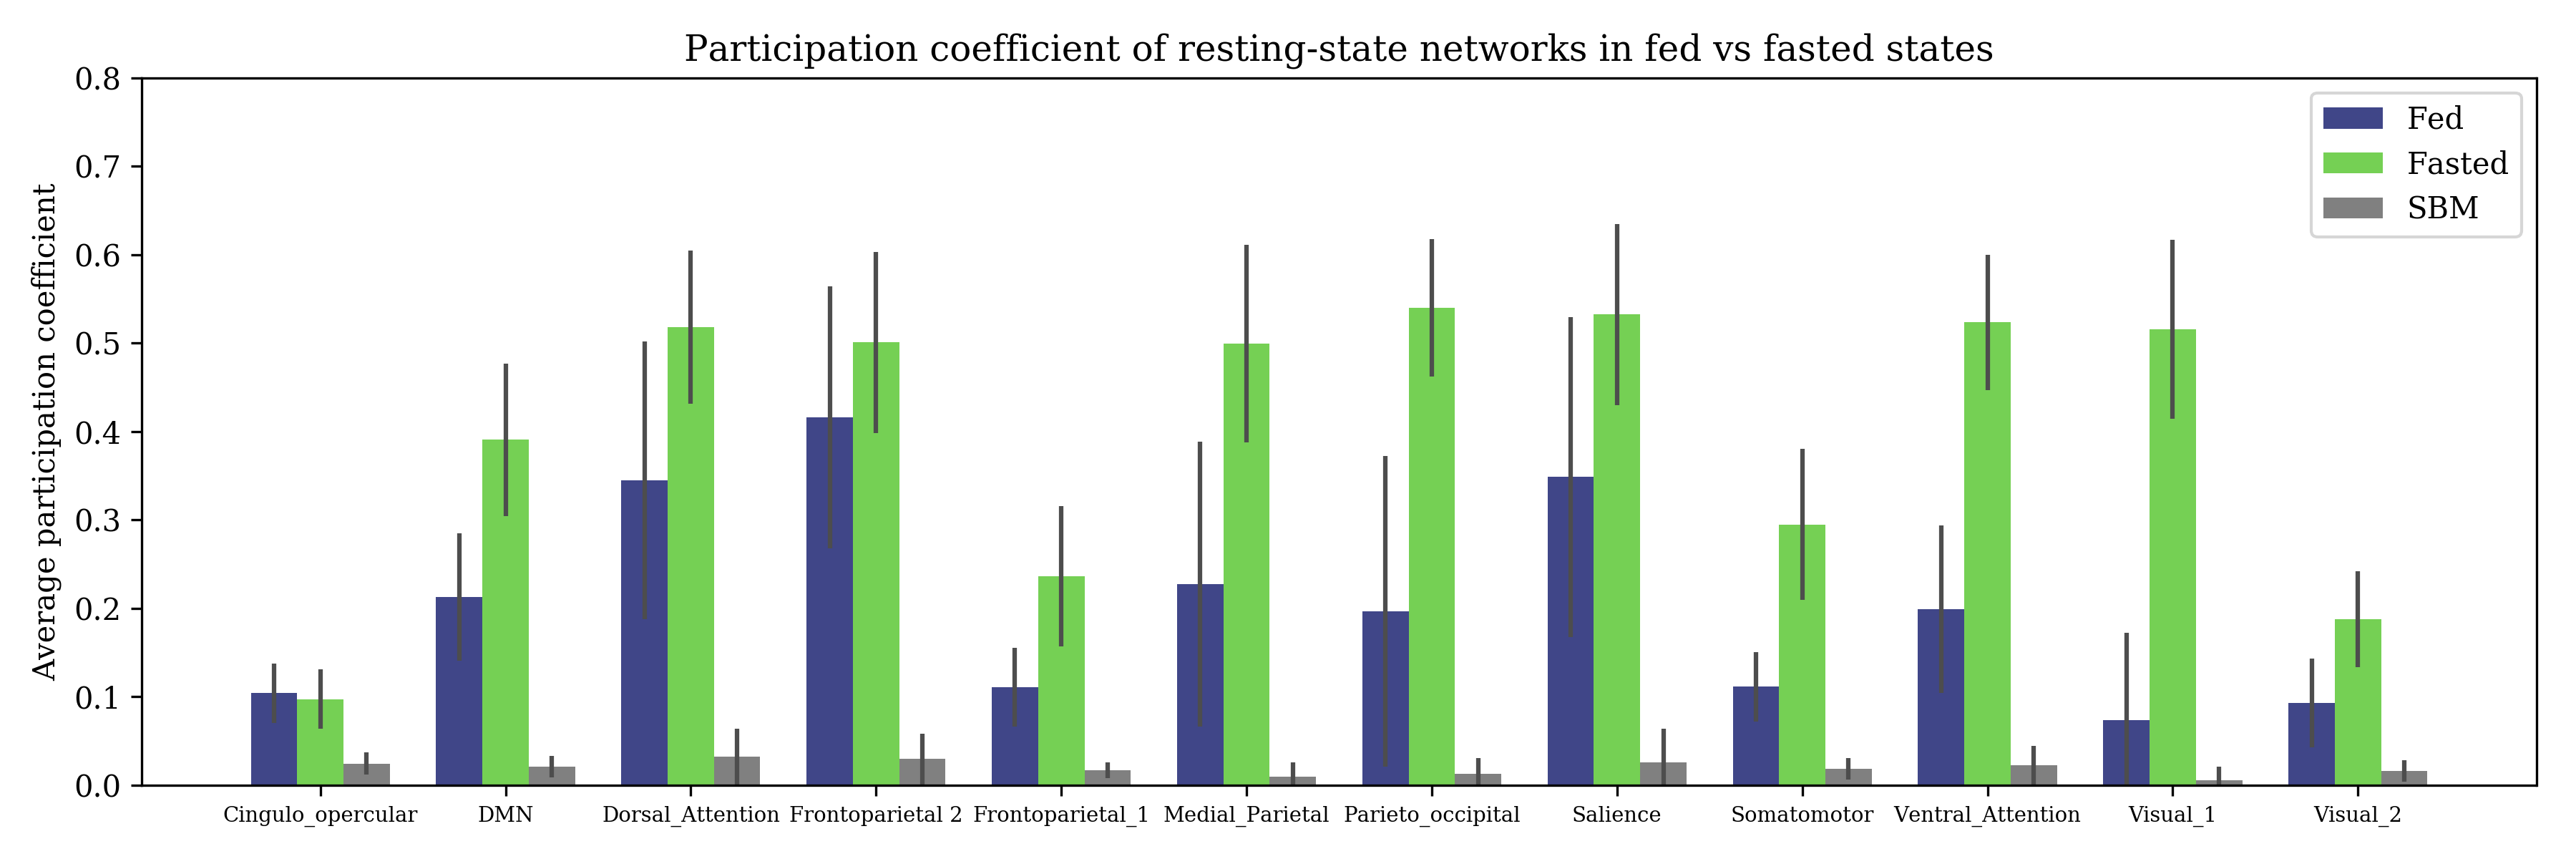 Participation coefficient of resting-state networks in fed vs fasted states
Average participation coefficient
0.8
0.7
0.6
0.5
0.4
0.3
0.2
0.1
0.0
Fed
Fasted
SBM
Cingulo_opercular
DMN
Dorsal_Attention
Frontoparietal 2
Frontoparietal_1
Medial_Parietal
Parieto_occipital
Salience
Somatomotor
Ventral_Attention
Visual_1
Visual_2